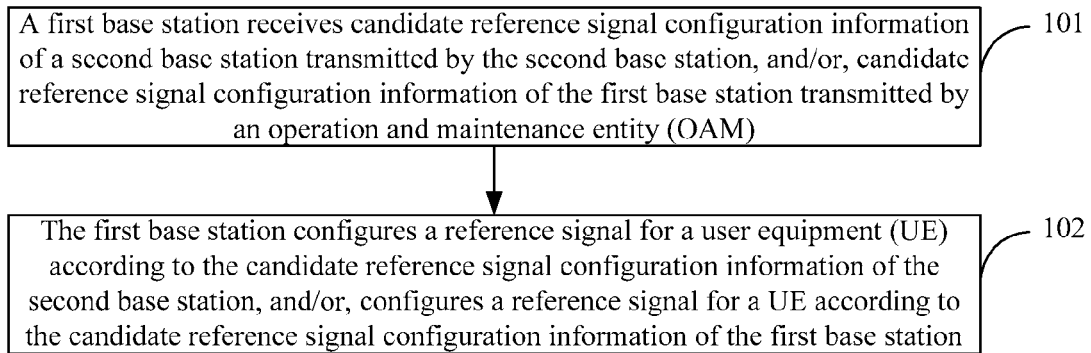 A first base station receives candidate reference signal configuration information
of a second base station transmitted by the second base station, and/or, candidate
reference signal configuration information of the first base station transmitted by
an operation and maintenance entity (OAM)
101
The first base station configures a reference signal for a user equipment (UE)
according to the candidate reference signal configuration information of the
second base station, and/or, configures a reference signal for a UE according to
the candidate reference signal configuration information of the first base station
102